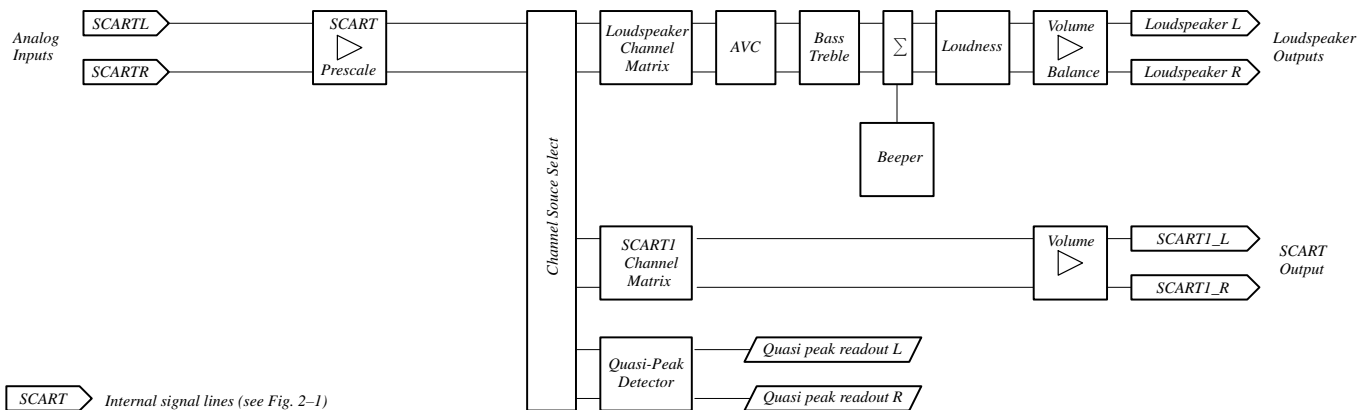 Analog
Inputs
SCARTL
SCARTR
SCART
Prescale
Channel Souce Select
Loudspeaker
Channel
Matrix
AVC
Bass
Treble
Σ
Loudness
Volume
Balance
Loudspeaker L
Loudspeaker R
Loudspeaker
Outputs
Beeper
SCART1
Channel
Matrix
Volume
SCART1_L
SCART1_R
SCART
Output
Quasi-Peak
Detector
Quasi peak readout L
Quasi peak readout R
SCART
Internal signal lines (see Fig. 2–1)